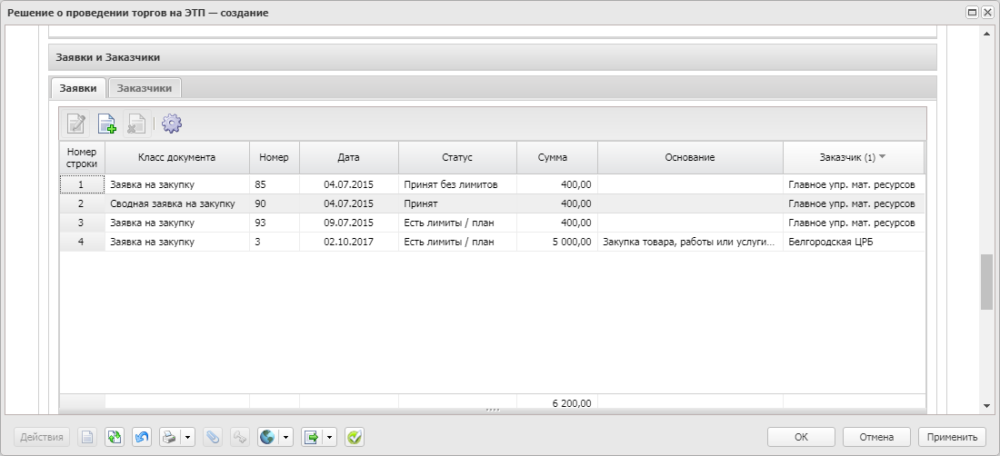 Решение о проведении торгов на ЭТП — создание
Заявки и Заказчики
Заявки Заказчики
Номер строки Класс документа Номер Дата Статус Сумма Основание Заказчик (1)
1 Заявка на закупку 85 04.07.2015 Принят без лимитов 400,00 Главное упр. мат. ресурсов
2 Сводная заявка на закупку 90 04.07.2015 Принят 400,00 Главное упр. мат. ресурсов
3 Заявка на закупку 93 09.07.2015 Есть лимиты / план 400,00 Главное упр. мат. ресурсов
4 Заявка на закупку 3 02.10.2017 Есть лимиты / план 5 000,00 Закупка товара, работы или услуги... Белгородская ЦРБ
6 200,00
Действия ОК Отмена Применить